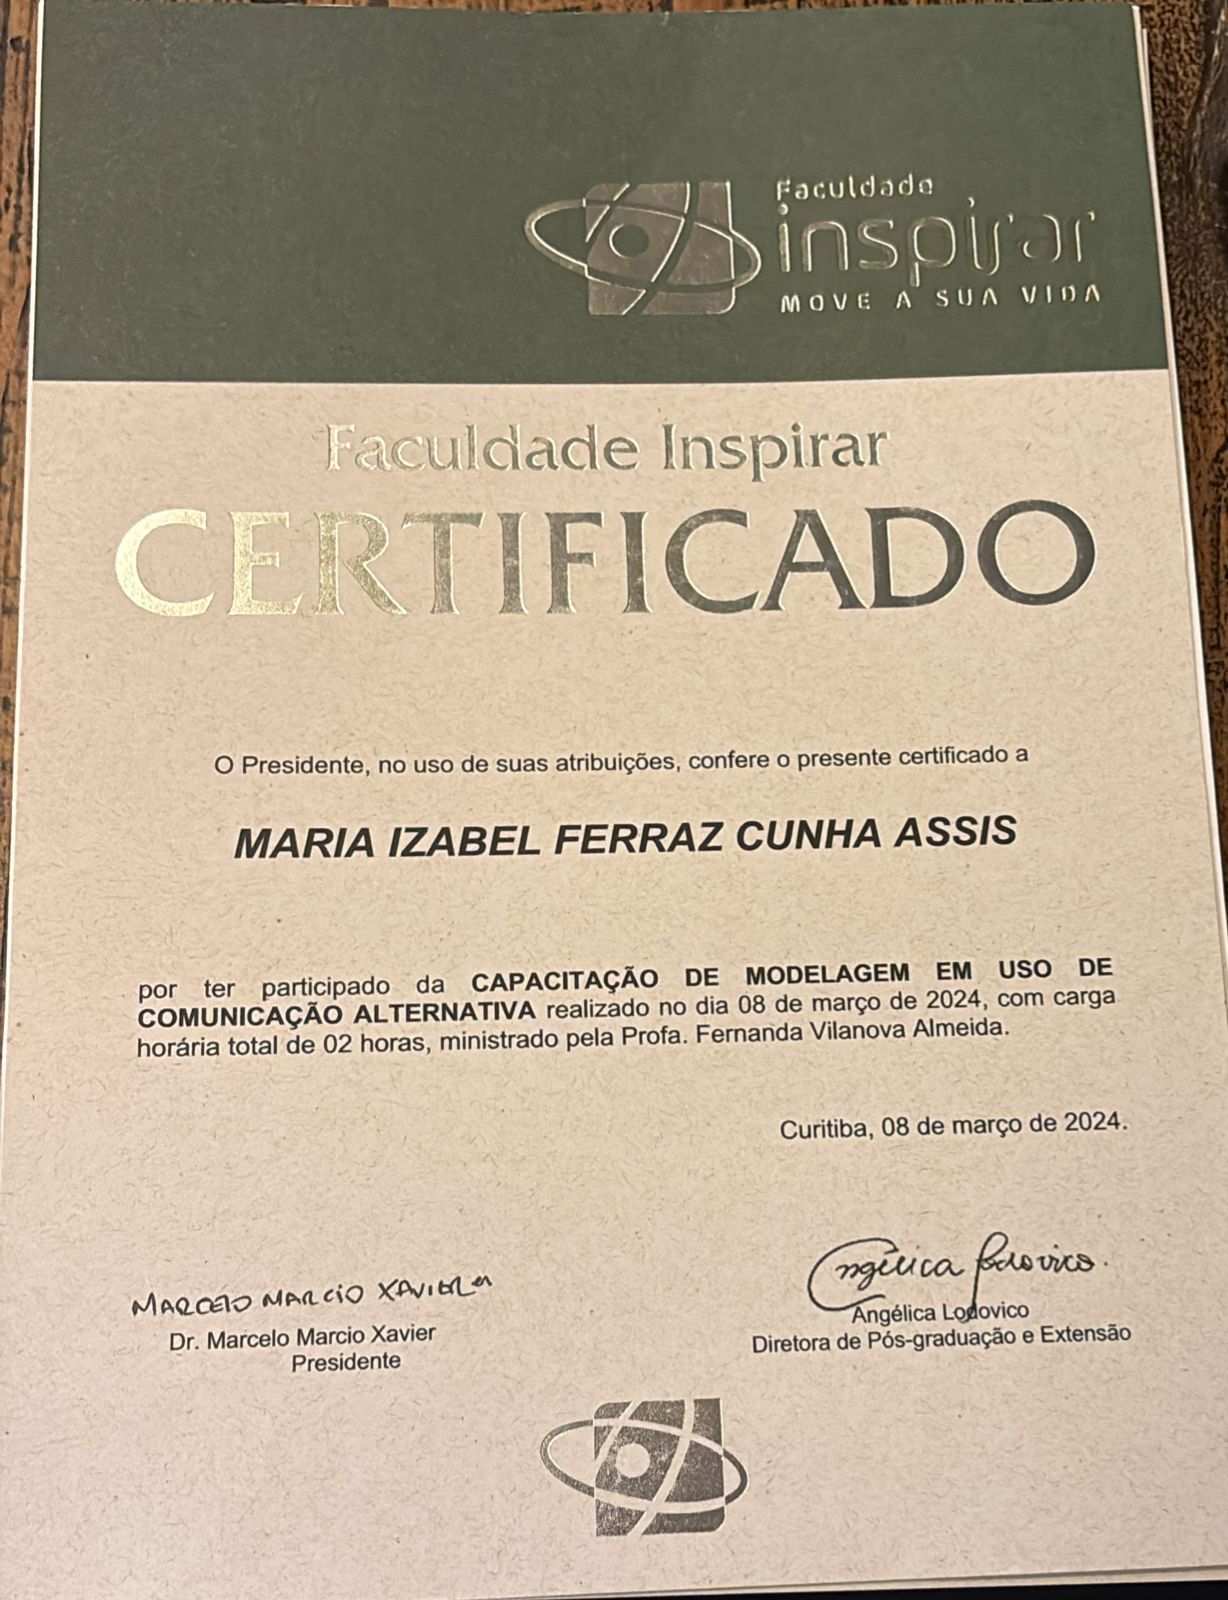 Faculdade
inspirar
MOVE A SUA VIDA
Faculdade Inspirar
CERTIFICADO
O Presidente, no uso de suas atribuições, confere o presente certificado a
MARIA IZABEL FERRAZ CUNHA ASSIS
por ter participado da CAPACITAÇÃO DE MODELAGEM EM USO DE
COMUNICAÇÃO ALTERNATIVA realizado no dia 08 de março de 2024, com carga
horária total de 02 horas, ministrado pela Profa. Fernanda Vilanova Almeida.
Curitiba, 08 de março de 2024.
MARCELO MARCIO XAVIER
Dr. Marcelo Marcio Xavier
Presidente
Angélica Lodovico
Angélica Lodovico
Diretora de Pós-graduação e Extensão